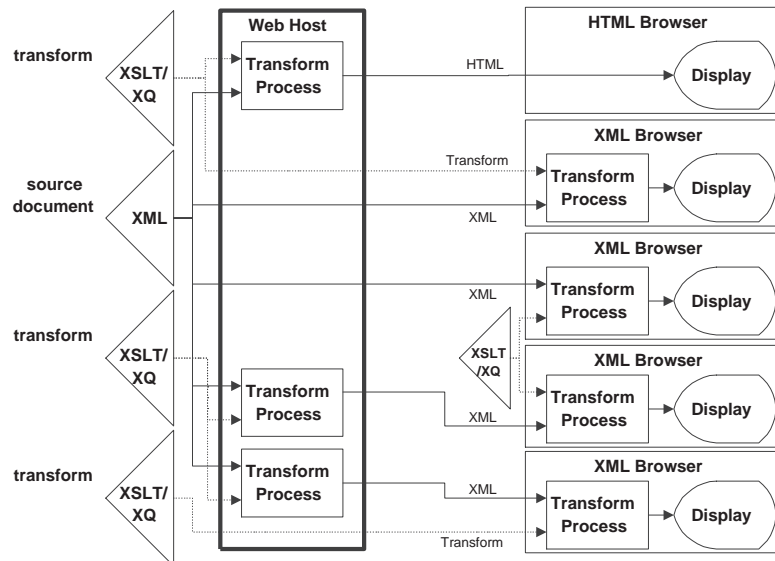 Web Host
HTML Browser
transform
XSLT/
XQ
Transform
Process
HTML
Display
XML Browser
Transform
Transform
Process
Display
source
document
XML
XML
XML Browser
Transform
Process
Display
XML
transform
XSLT/
XQ
XSLT
/XQ
XML Browser
Transform
Process
XML
Transform
Process
Display
transform
XSLT/
XQ
Transform
Process
XML
XML Browser
Transform
Process
Display
Transform